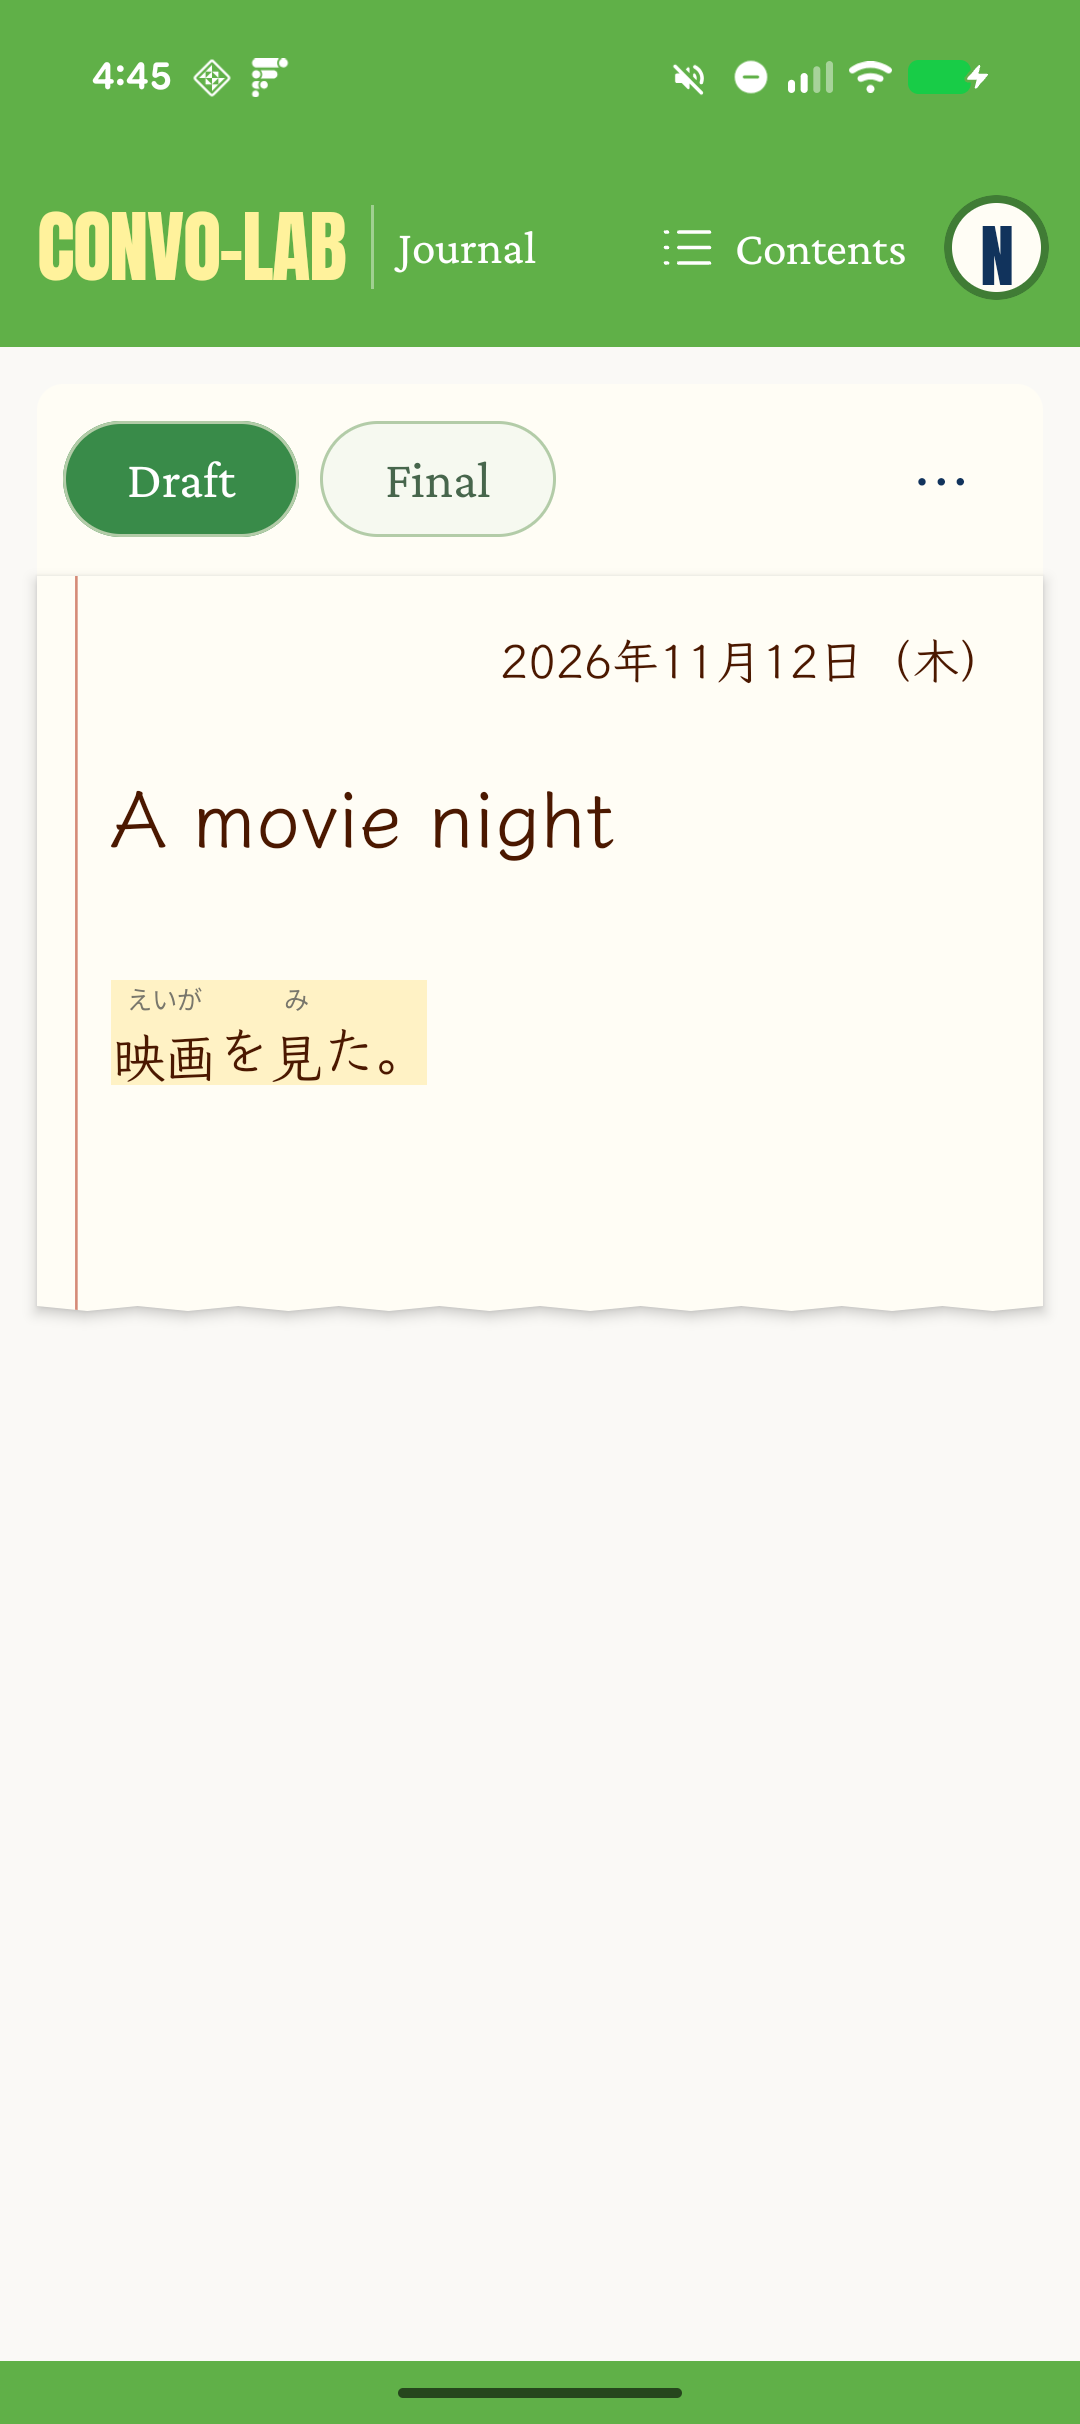 4:45
CONVO-LAB
Journal
Contents
N
Draft
Final
...
2026年11月12日（木）
A movie night
えいが み
映画を見た。